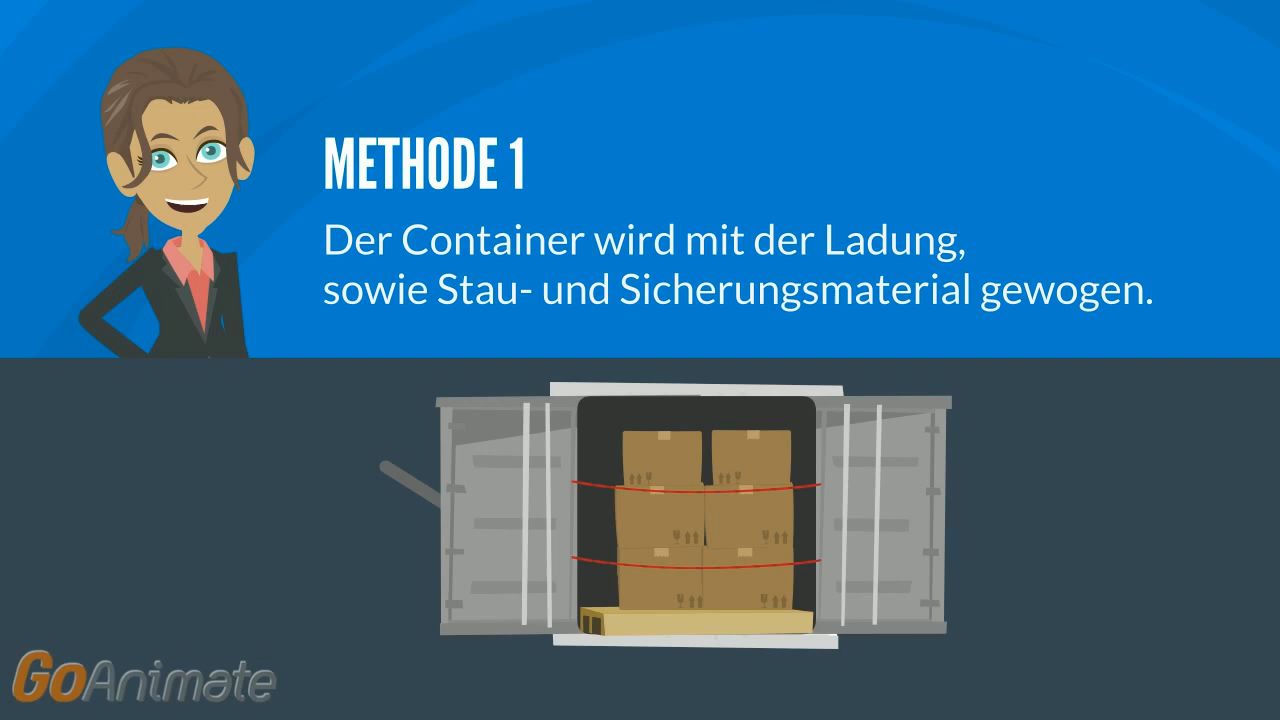 METHODE 1
Der Container wird mit der Ladung,
sowie Stau- und Sicherungsmaterial gewogen.
GoAnimate